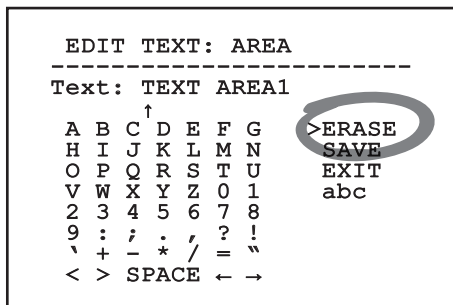 EDIT TEXT: AREA
--------------------------
Text: TEXT AREA1
↑
A B C D E F G >ERASE
H I J K L M N SAVE
O P Q R S T U EXIT
V W X Y Z 0 1 abc
2 3 4 5 6 7 8
9 : ; . , ? !
‵ + - * / = ‶
< > SPACE ← →